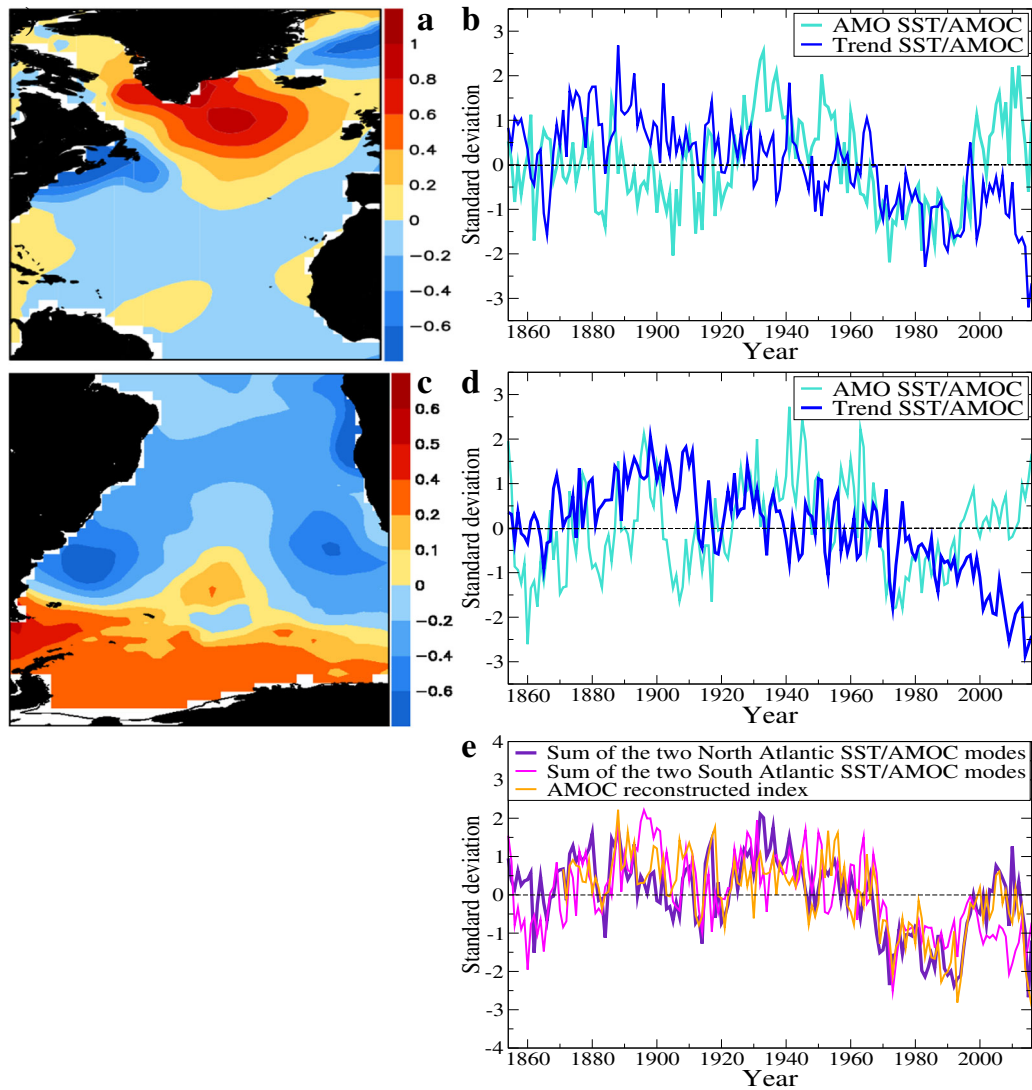 a
1
0.8
0.6
0.4
0.2
0
−0.2
−0.4
−0.6
b
AMO SST/AMOC
Trend SST/AMOC
Standard deviation
3
2
1
0
-1
-2
-3
1860 1880 1900 1920 1940 1960 1980 2000
Year
c
0.6
0.5
0.4
0.2
0.1
0
−0.2
−0.4
−0.6
d
AMO SST/AMOC
Trend SST/AMOC
Standard deviation
3
2
1
0
-1
-2
-3
1860 1880 1900 1920 1940 1960 1980 2000
Year
e
Sum of the two North Atlantic SST/AMOC modes
Sum of the two South Atlantic SST/AMOC modes
AMOC reconstructed index
Standard deviation
4
3
2
1
0
-1
-2
-3
-4
1860 1880 1900 1920 1940 1960 1980 2000
Year